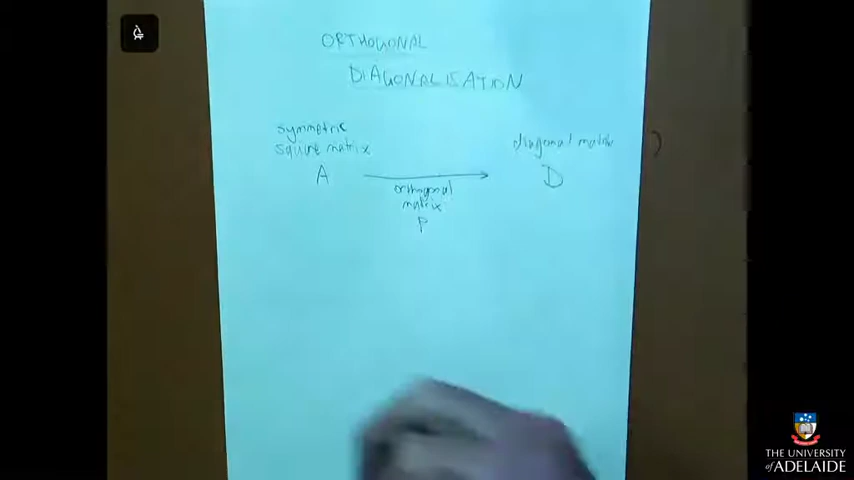 ORTHOGONAL
DIAGONALISATION
symmetric
square matrix
diagonal matrix
A
D
orthogonal
matrix
P
THE UNIVERSITY
of ADELAIDE